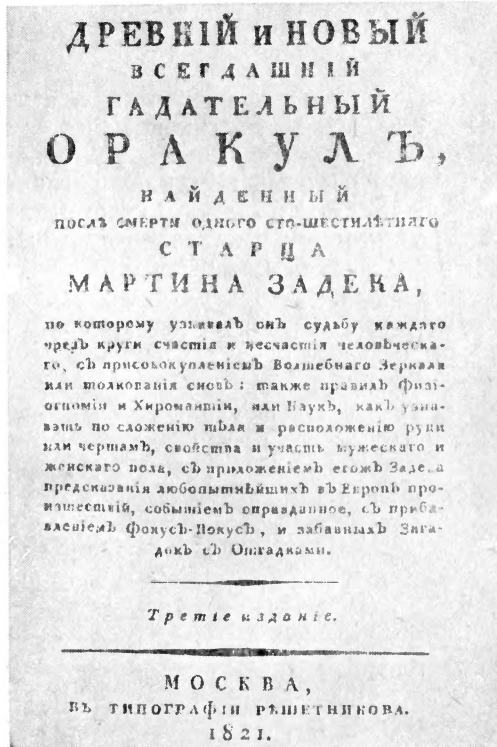 ДРЕВНІЙ и НОВЫЙ
ВСЕГДАШНІЙ
ГАДАТЕЛЬНЫЙ
ОРАКУЛЪ,
НАЙДЕННЫЙ
ПОСЛѢ СМЕРТИ ОДНОГО СТО-ШЕСТИЛѢТНЯГО
СТАРЦА
МАРТИНА ЗАДЕКА,
по которому узнавалъ онъ судьбу каждаго
чрезъ круги счастія и несчастія человѣческа-
го, съ присовокупленіемъ Волшебнаго Зеркала
или толкованія сновъ; также правилъ Физі-
огноміи и Хиромантіи, или Наукъ, какъ узна-
вать по сложенію тѣла и расположенію руки
или чертамъ, свойства и участь мужескаго и
женскаго пола, съ приложеніемъ егожъ Задека
предсказанія любопытнѣйшихъ въ Европѣ про-
изшествій, событіемъ оправданное, съ приба-
вленіемъ Фокусъ-Покусъ, и забавныхъ Зага-
докъ съ Отгадками.
Третіе изданіе.
МОСКВА,
ВЪ ТИПОГРАФІИ РѢШЕТНИКОВА.
1821.